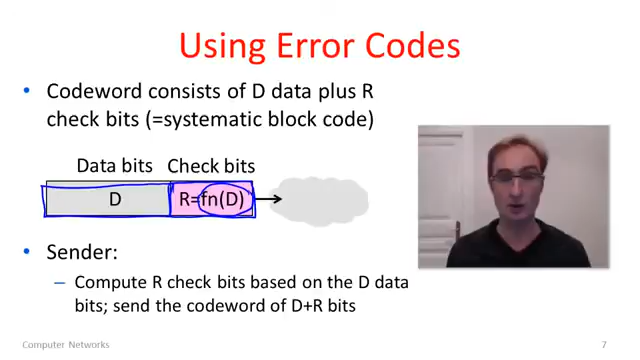 Using Error Codes
• Codeword consists of D data plus R
check bits (=systematic block code)
Data bits Check bits
D R=fn(D)
• Sender:
– Compute R check bits based on the D data
bits; send the codeword of D+R bits
Computer Networks 7